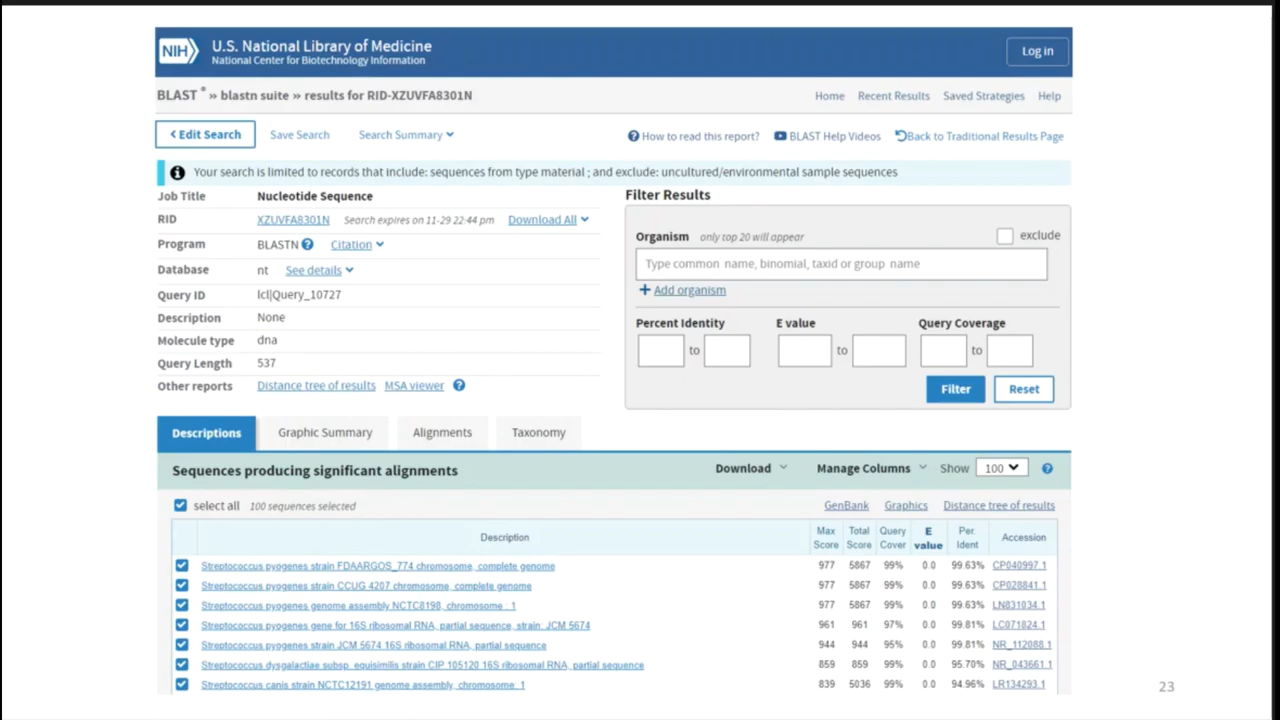 NIH
U.S. National Library of Medicine
National Center for Biotechnology Information
Log in
BLAST ® » blastn suite » results for RID-XZUVFA8301N
Home Recent Results Saved Strategies Help
Edit Search Save Search Search Summary
How to read this report? BLAST Help Videos Back to Traditional Results Page
Your search is limited to records that include: sequences from type material ; and exclude: uncultured/environmental sample sequences
Job Title Nucleotide Sequence
RID XZUVFA8301N Search expires on 11-29 22:44 pm Download All
Program BLASTN Citation
Database nt See details
Query ID lcl|Query_10727
Description None
Molecule type dna
Query Length 537
Other reports Distance tree of results MSA viewer
Filter Results
Organism only top 20 will appear exclude
Type common name, binomial, taxid or group name
Add organism
Percent Identity E value Query Coverage
to to to
Filter Reset
Descriptions Graphic Summary Alignments Taxonomy
Sequences producing significant alignments Download Manage Columns Show 100
select all 100 sequences selected GenBank Graphics Distance tree of results
Description Max Score Total Score Query Cover E value Per. Ident Accession
Streptococcus pyogenes strain FDAARGOS_774 chromosome, complete genome 977 5867 99% 0.0 99.63% CP040997.1
Streptococcus pyogenes strain CCUG 4207 chromosome, complete genome 977 5867 99% 0.0 99.63% CP028841.1
Streptococcus pyogenes genome assembly NCTC8198, chromosome : 1 977 5867 99% 0.0 99.63% LN831034.1
Streptococcus pyogenes gene for 16S ribosomal RNA, partial sequence, strain: JCM 5674 961 961 97% 0.0 99.81% LC071824.1
Streptococcus pyogenes strain JCM 5674 16S ribosomal RNA, partial sequence 944 944 95% 0.0 99.81% NR_112088.1
Streptococcus dysgalactiae subsp. equisimilis strain CIP 105120 16S ribosomal RNA, partial sequence 859 859 99% 0.0 95.70% NR_043661.1
Streptococcus canis strain NCTC12191 genome assembly, chromosome: 1 839 5036 99% 0.0 94.96% LR134293.1
23